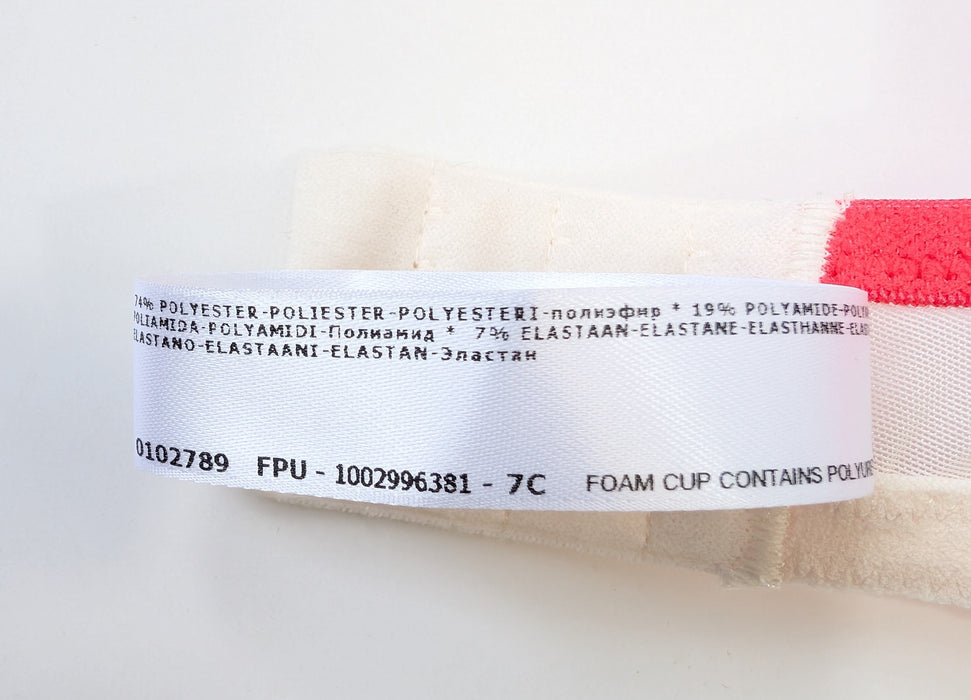 74% POLYESTER-POLIESTER-POLYESTERI-полиэфир * 19% POLYAMIDE-
POLIAMIDA-POLYAMIDI-Полиамид * 7% ELASTAAN-ELASTANE-ELASTHANNE-
ELASTANO-ELASTAANI-ELASTAN-Эластан
0102789 FPU - 1002996381 - 7C FOAM CUP CONTAINS